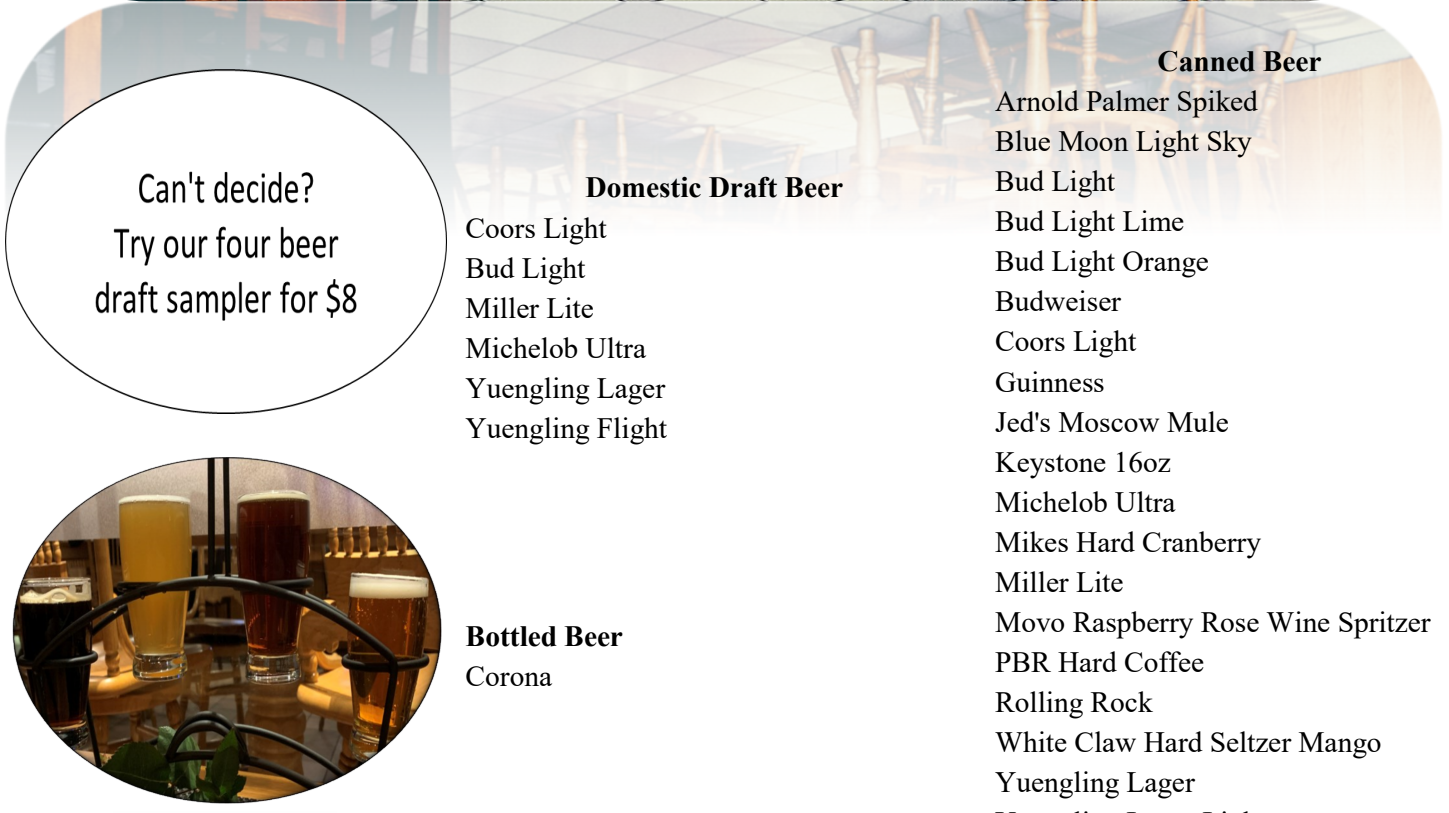 Can't decide?
Try our four beer
draft sampler for $8
Domestic Draft Beer
Coors Light
Bud Light
Miller Lite
Michelob Ultra
Yuengling Lager
Yuengling Flight
Bottled Beer
Corona
Canned Beer
Arnold Palmer Spiked
Blue Moon Light Sky
Bud Light
Bud Light Lime
Bud Light Orange
Budweiser
Coors Light
Guinness
Jed's Moscow Mule
Keystone 16oz
Michelob Ultra
Mikes Hard Cranberry
Miller Lite
Movo Raspberry Rose Wine Spritzer
PBR Hard Coffee
Rolling Rock
White Claw Hard Seltzer Mango
Yuengling Lager